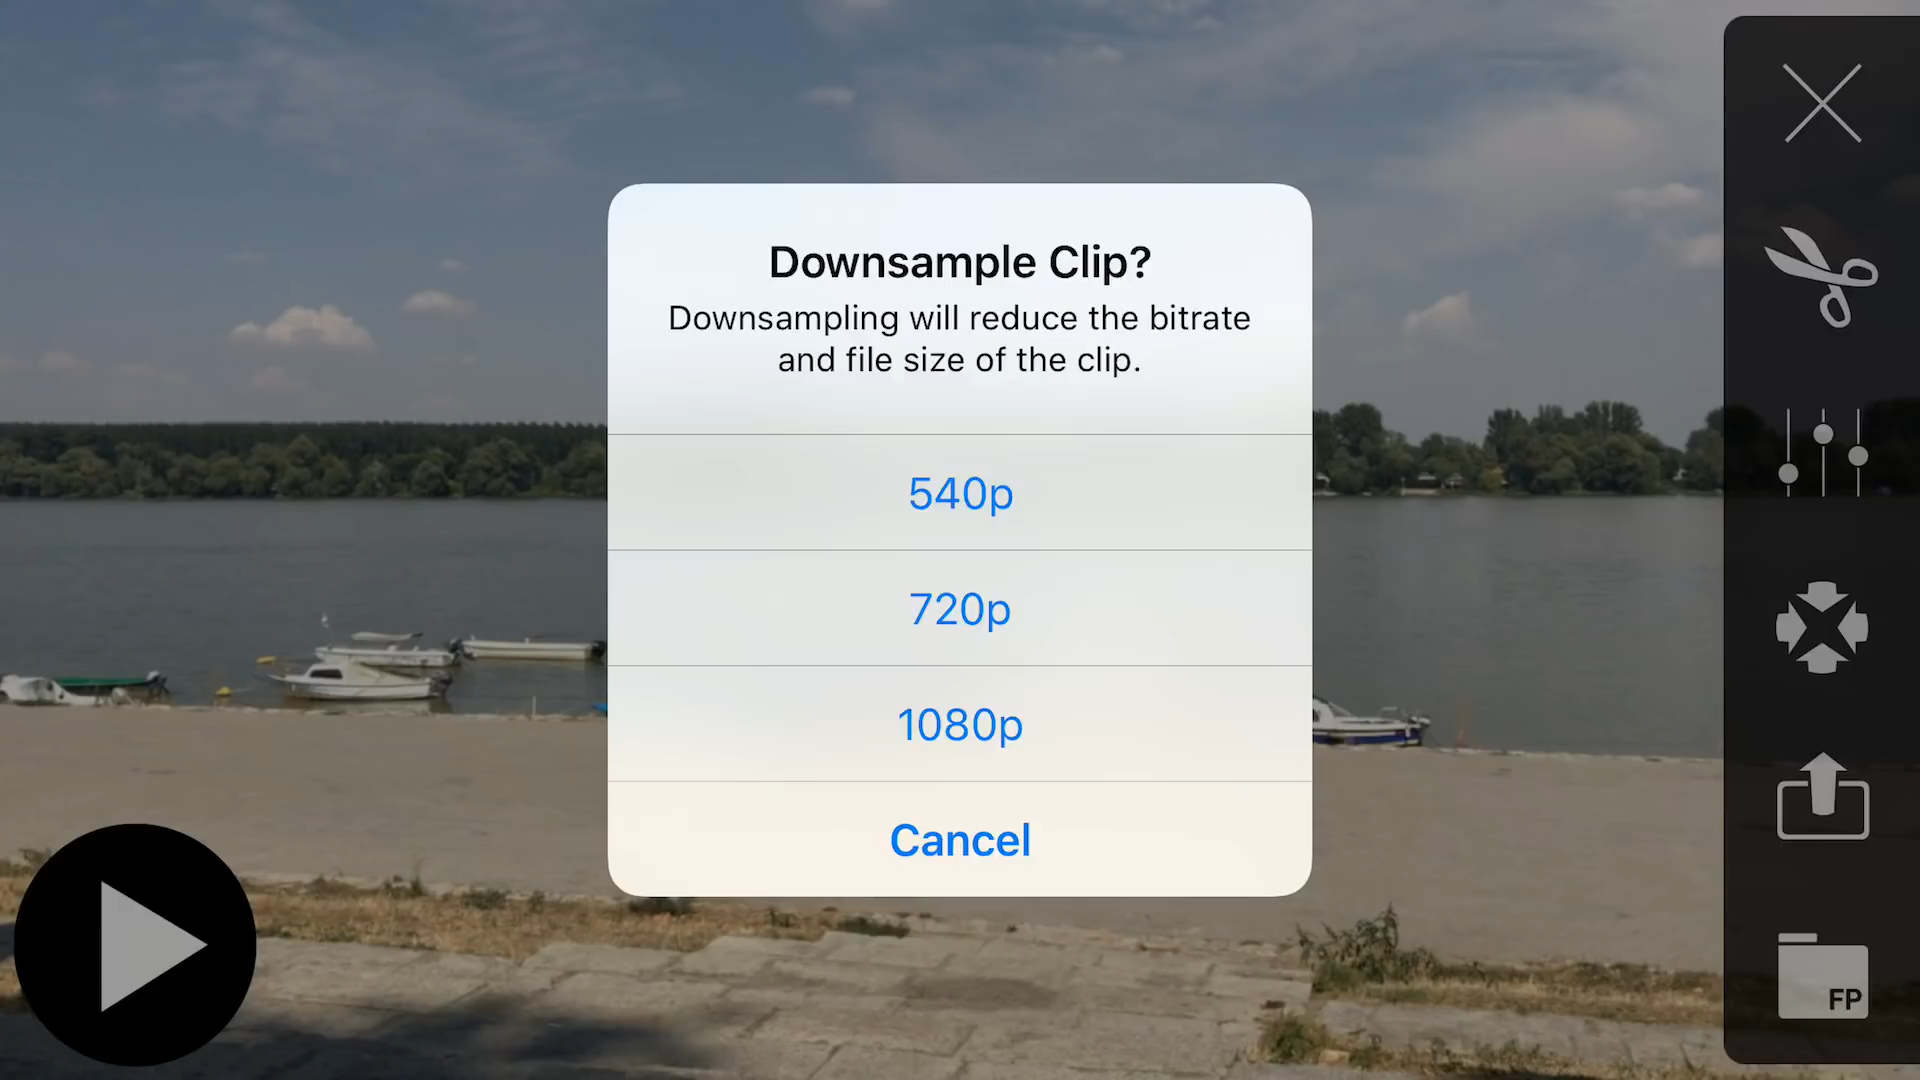 Downsample Clip?
Downsampling will reduce the bitrate
and file size of the clip.
540p
720p
1080p
Cancel
FP